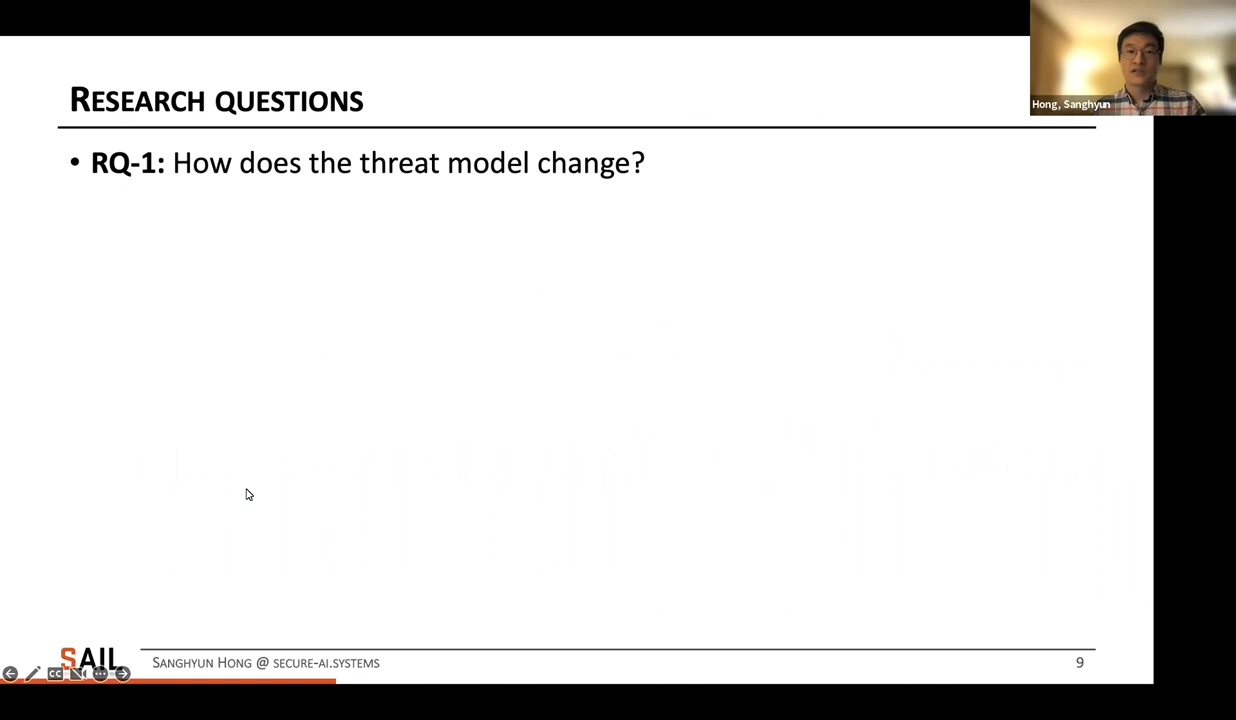 RESEARCH QUESTIONS
Hong, Sanghyun
• RQ-1: How does the threat model change?
SAIL
SANGHYUN HONG @ SECURE-AI.SYSTEMS
9
CC